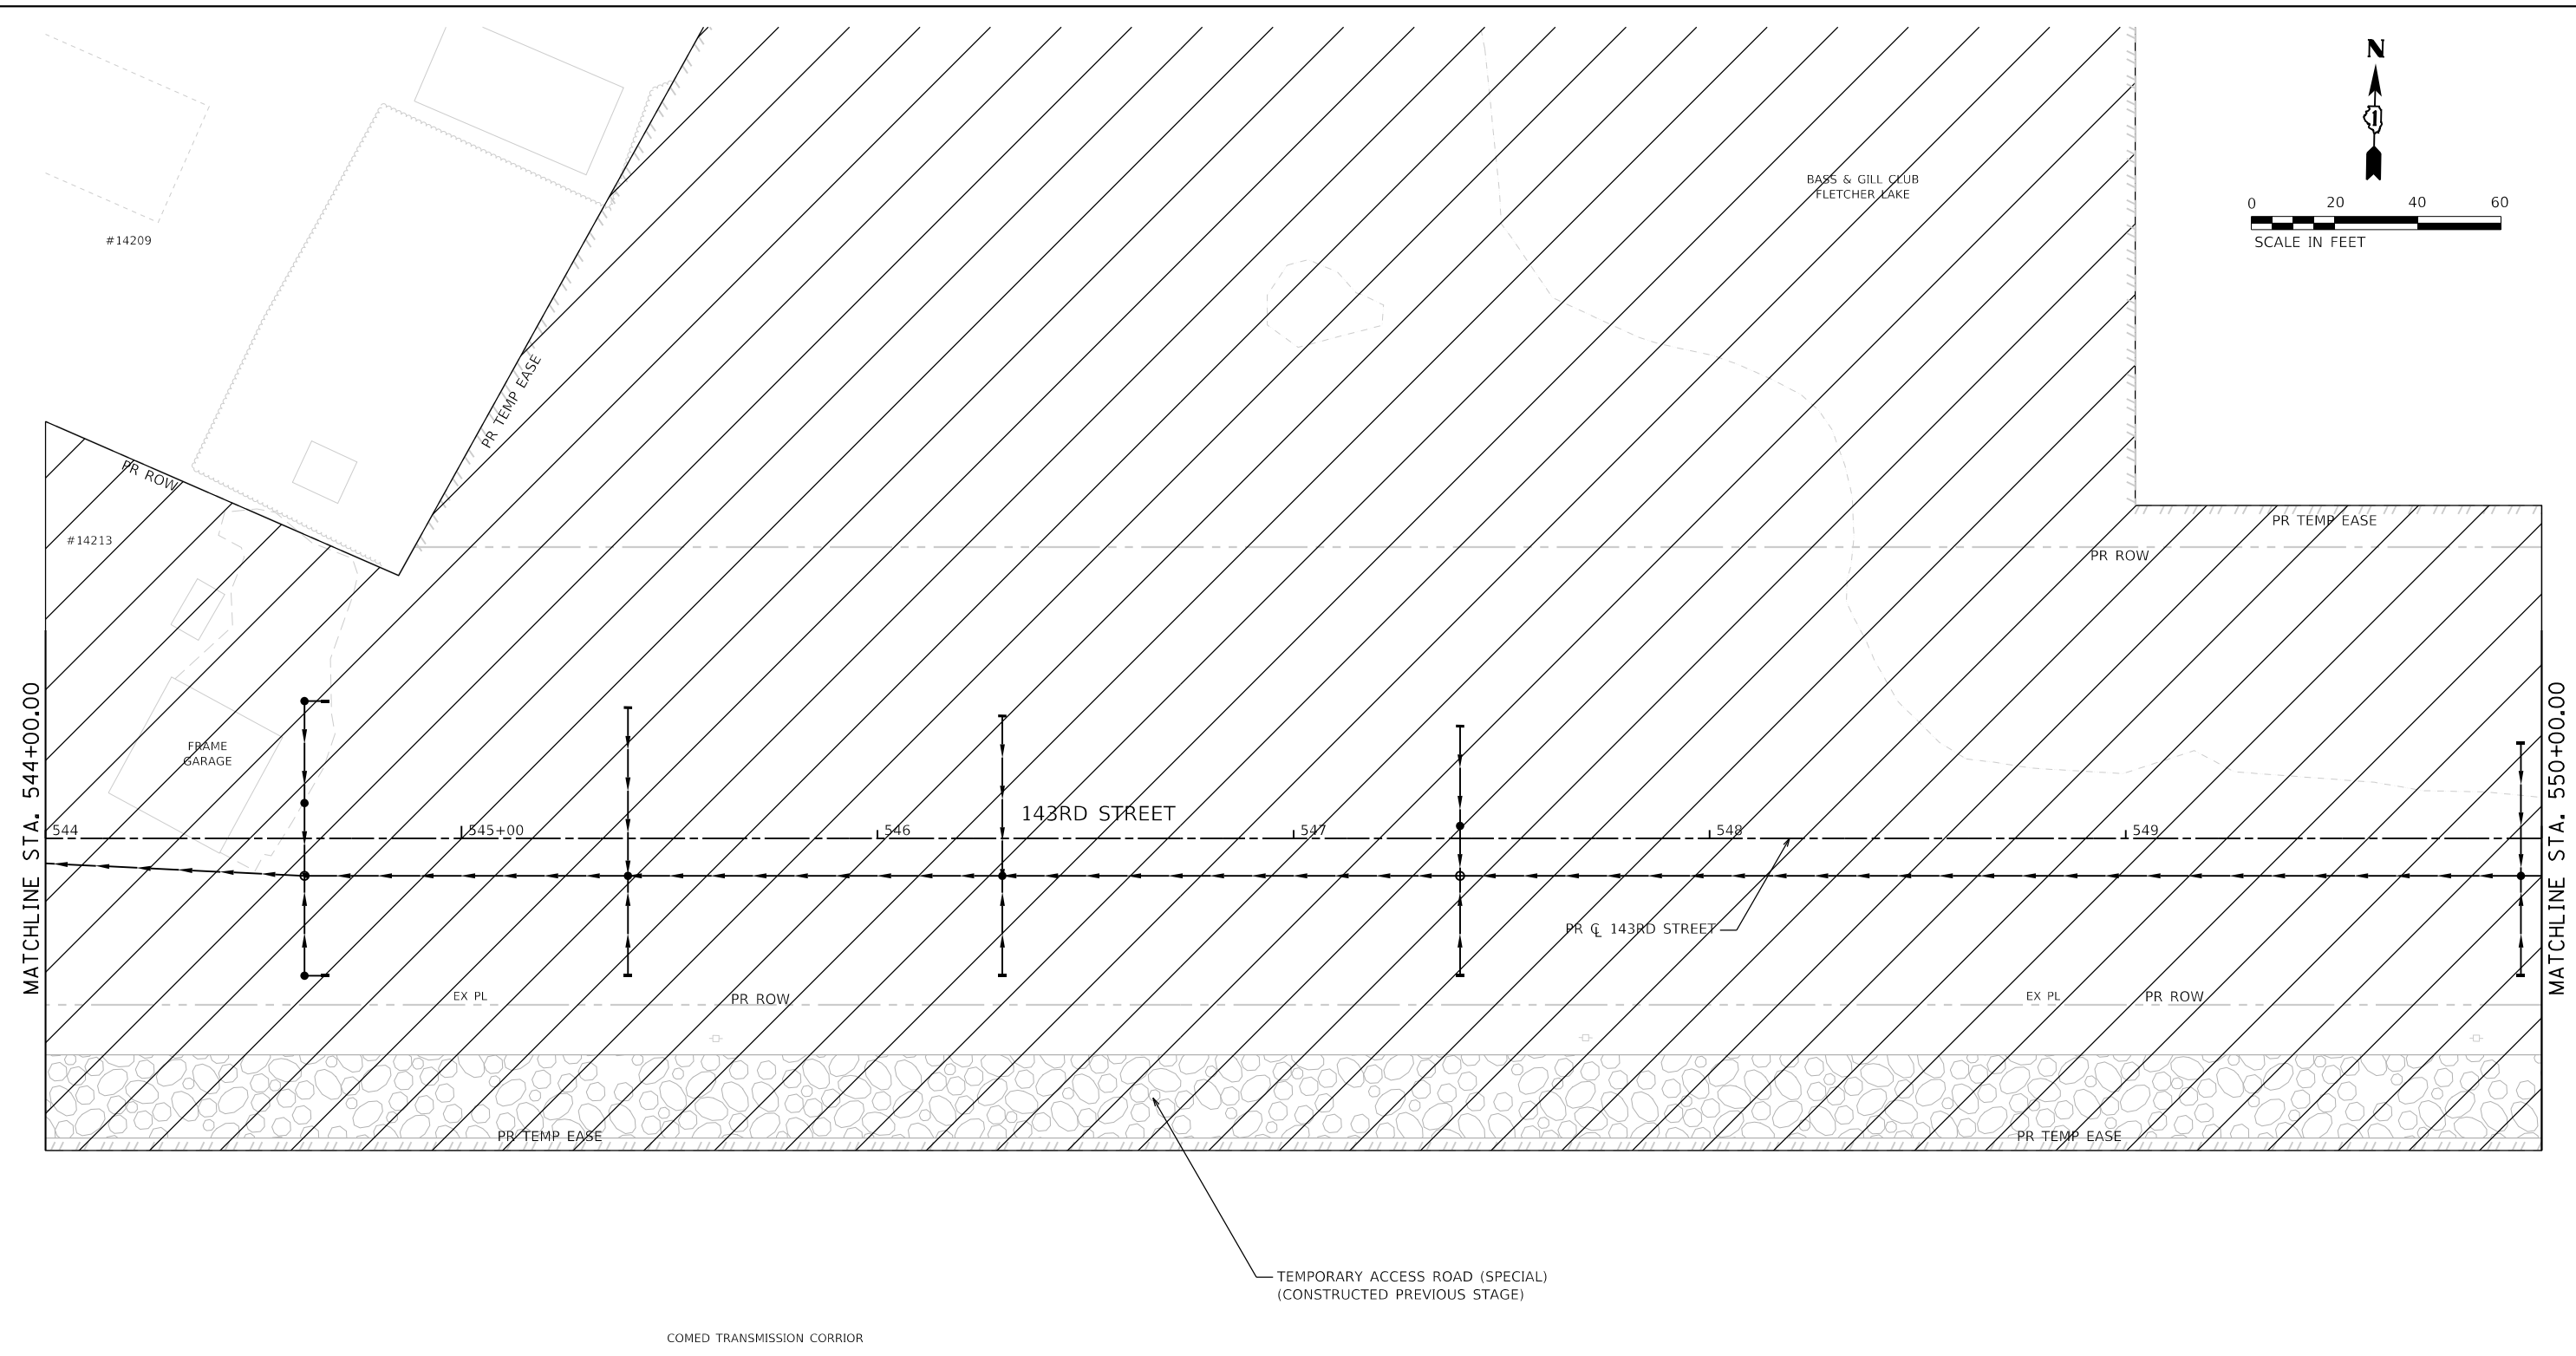 N
1
0 20 40 60
SCALE IN FEET
BASS & GILL CLUB
FLETCHER LAKE
#14209
PR TEMP EASE
PR ROW
#14213
PR TEMP EASE
PR ROW
MATCHLINE STA. 544+00.00
MATCHLINE STA. 550+00.00
FRAME
GARAGE
143RD STREET
544 545+00 546 547 548 549
PR ℄ 143RD STREET
EX PL
PR ROW
EX PL
PR ROW
PR TEMP EASE
PR TEMP EASE
TEMPORARY ACCESS ROAD (SPECIAL)
(CONSTRUCTED PREVIOUS STAGE)
COMED TRANSMISSION CORRIOR